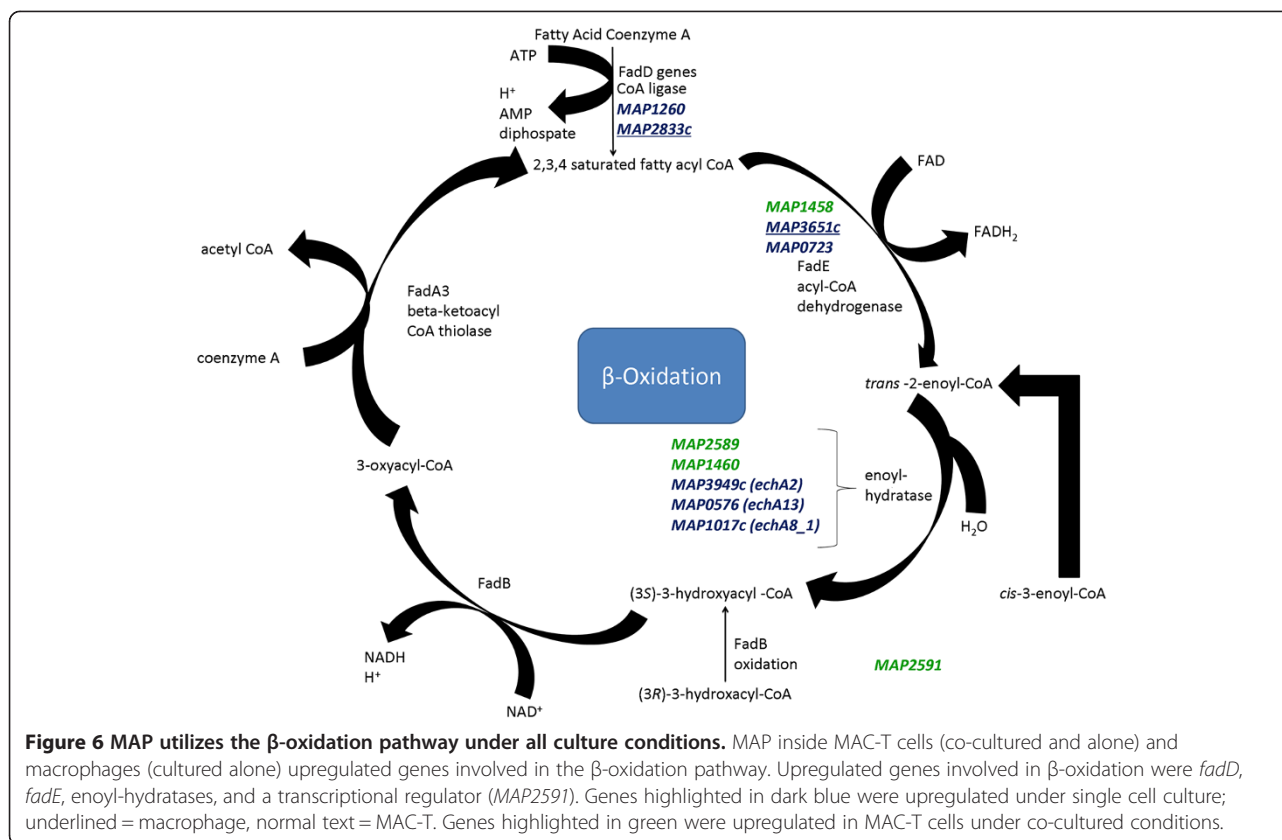 Fatty Acid Coenzyme A
ATP
FadD genes
CoA ligase
H+
AMP
diphospate
MAP1260
MAP2833c
2,3,4 saturated fatty acyl CoA
FAD
MAP1458
MAP3651c
MAP0723
FadE
acyl-CoA
dehydrogenase
FADH2
acetyl CoA
FadA3
beta-ketoacyl
CoA thiolase
coenzyme A
β-Oxidation
trans -2-enoyl-CoA
MAP2589
MAP1460
MAP3949c (echA2)
MAP0576 (echA13)
MAP1017c (echA8_1)
enoyl-
hydratase
3-oxyacyl-CoA
H2O
FadB
(3S)-3-hydroxyacyl -CoA
cis-3-enoyl-CoA
NADH
H+
FadB
oxidation
MAP2591
(3R)-3-hydroxacyl-CoA
NAD+
Figure 6 MAP utilizes the β-oxidation pathway under all culture conditions. MAP inside MAC-T cells (co-cultured and alone) and
macrophages (cultured alone) upregulated genes involved in the β-oxidation pathway. Upregulated genes involved in β-oxidation were fadD,
fadE, enoyl-hydratases, and a transcriptional regulator (MAP2591). Genes highlighted in dark blue were upregulated under single cell culture;
underlined = macrophage, normal text = MAC-T. Genes highlighted in green were upregulated in MAC-T cells under co-cultured conditions.